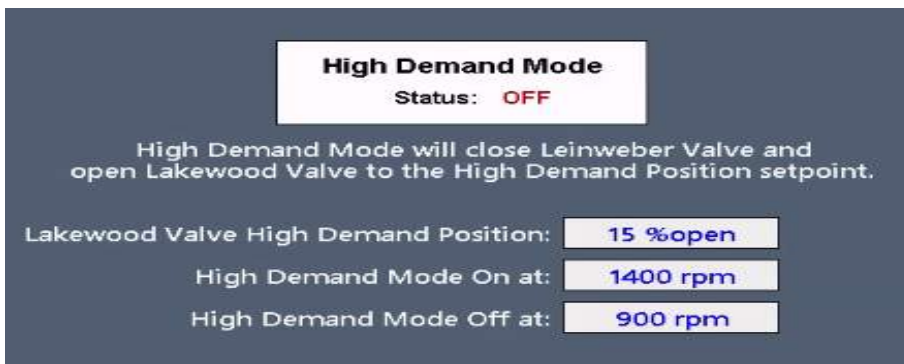 High Demand Mode
Status: OFF
High Demand Mode will close Leinweber Valve and
open Lakewood Valve to the High Demand Position setpoint.
Lakewood Valve High Demand Position: 15 %open
High Demand Mode On at: 1400 rpm
High Demand Mode Off at: 900 rpm